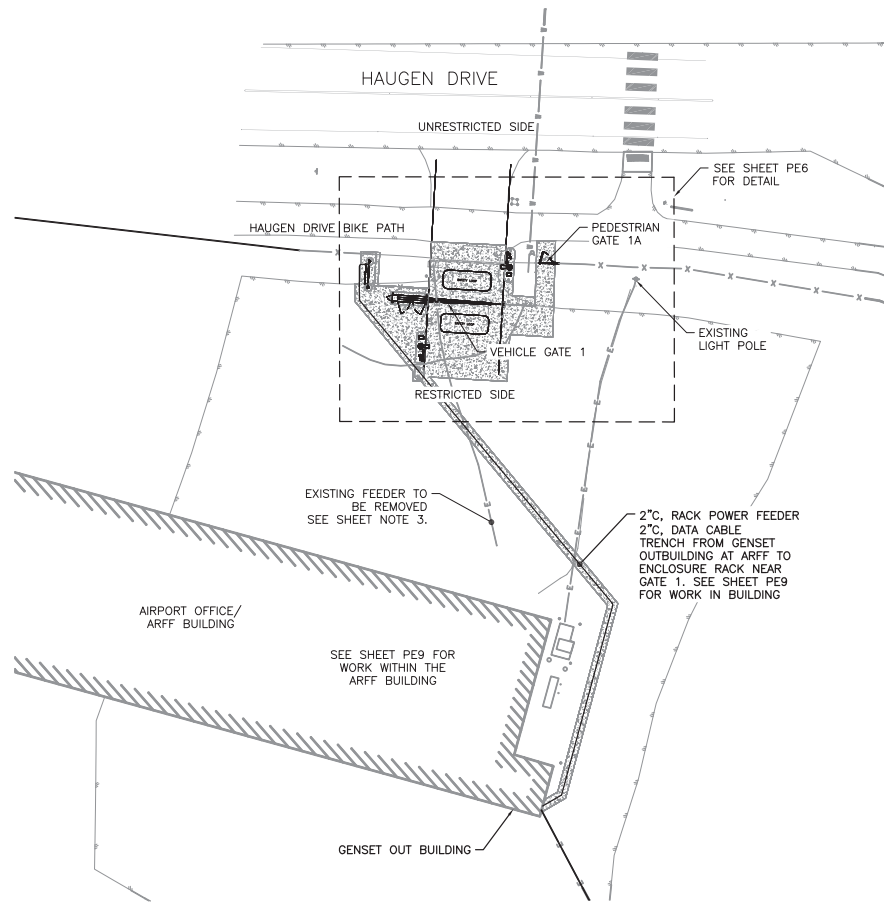 HAUGEN DRIVE
UNRESTRICTED SIDE
SEE SHEET PE6
FOR DETAIL
HAUGEN DRIVE BIKE PATH
PEDESTRIAN
GATE 1A
EXISTING
LIGHT POLE
VEHICLE GATE 1
RESTRICTED SIDE
EXISTING FEEDER TO
BE REMOVED
SEE SHEET NOTE 3.
2"C, RACK POWER FEEDER
2"C, DATA CABLE
TRENCH FROM GENSET
OUTBUILDING AT ARFF TO
ENCLOSURE RACK NEAR
GATE 1. SEE SHEET PE9
FOR WORK IN BUILDING
AIRPORT OFFICE/
ARFF BUILDING
SEE SHEET PE9 FOR
WORK WITHIN THE
ARFF BUILDING
GENSET OUT BUILDING